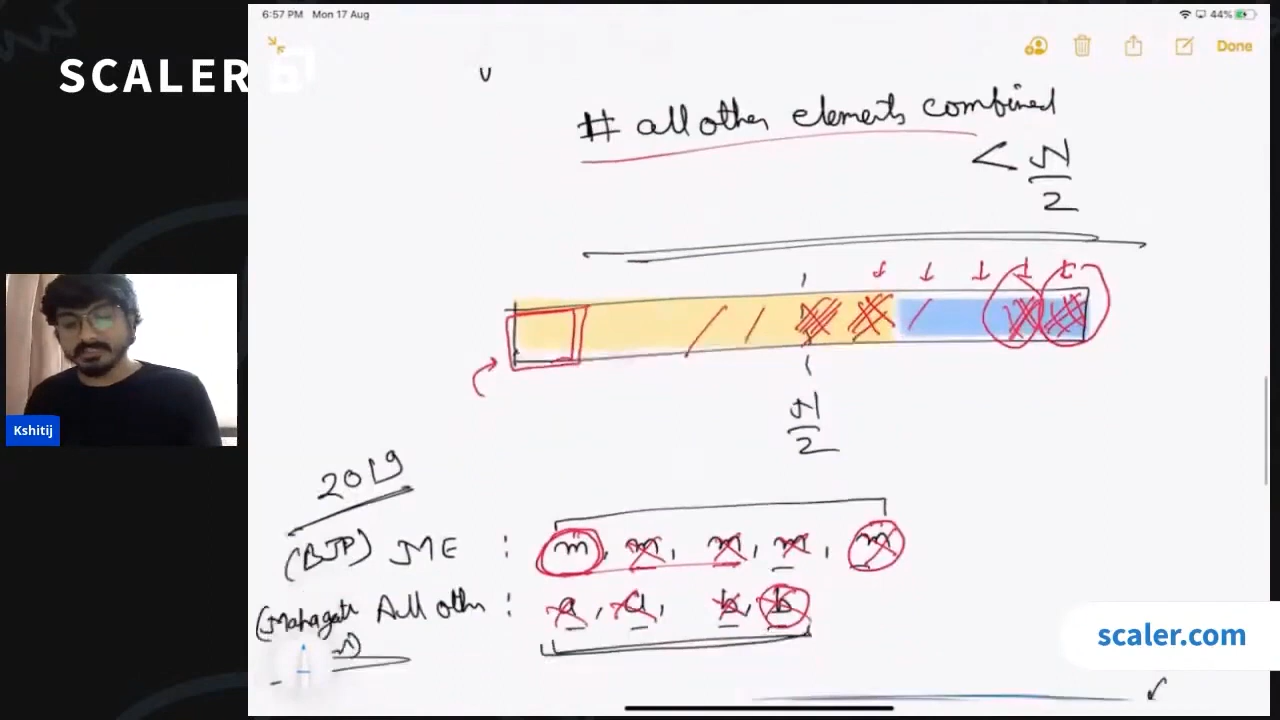 6:57 PM Mon 17 Aug
44%
Done
SCALER
# all other elements combined
< N/2
N/2
Kshitij
2019
(BJP) ME : m, m, m, m, m
All other : a, a, b, b
scaler.com